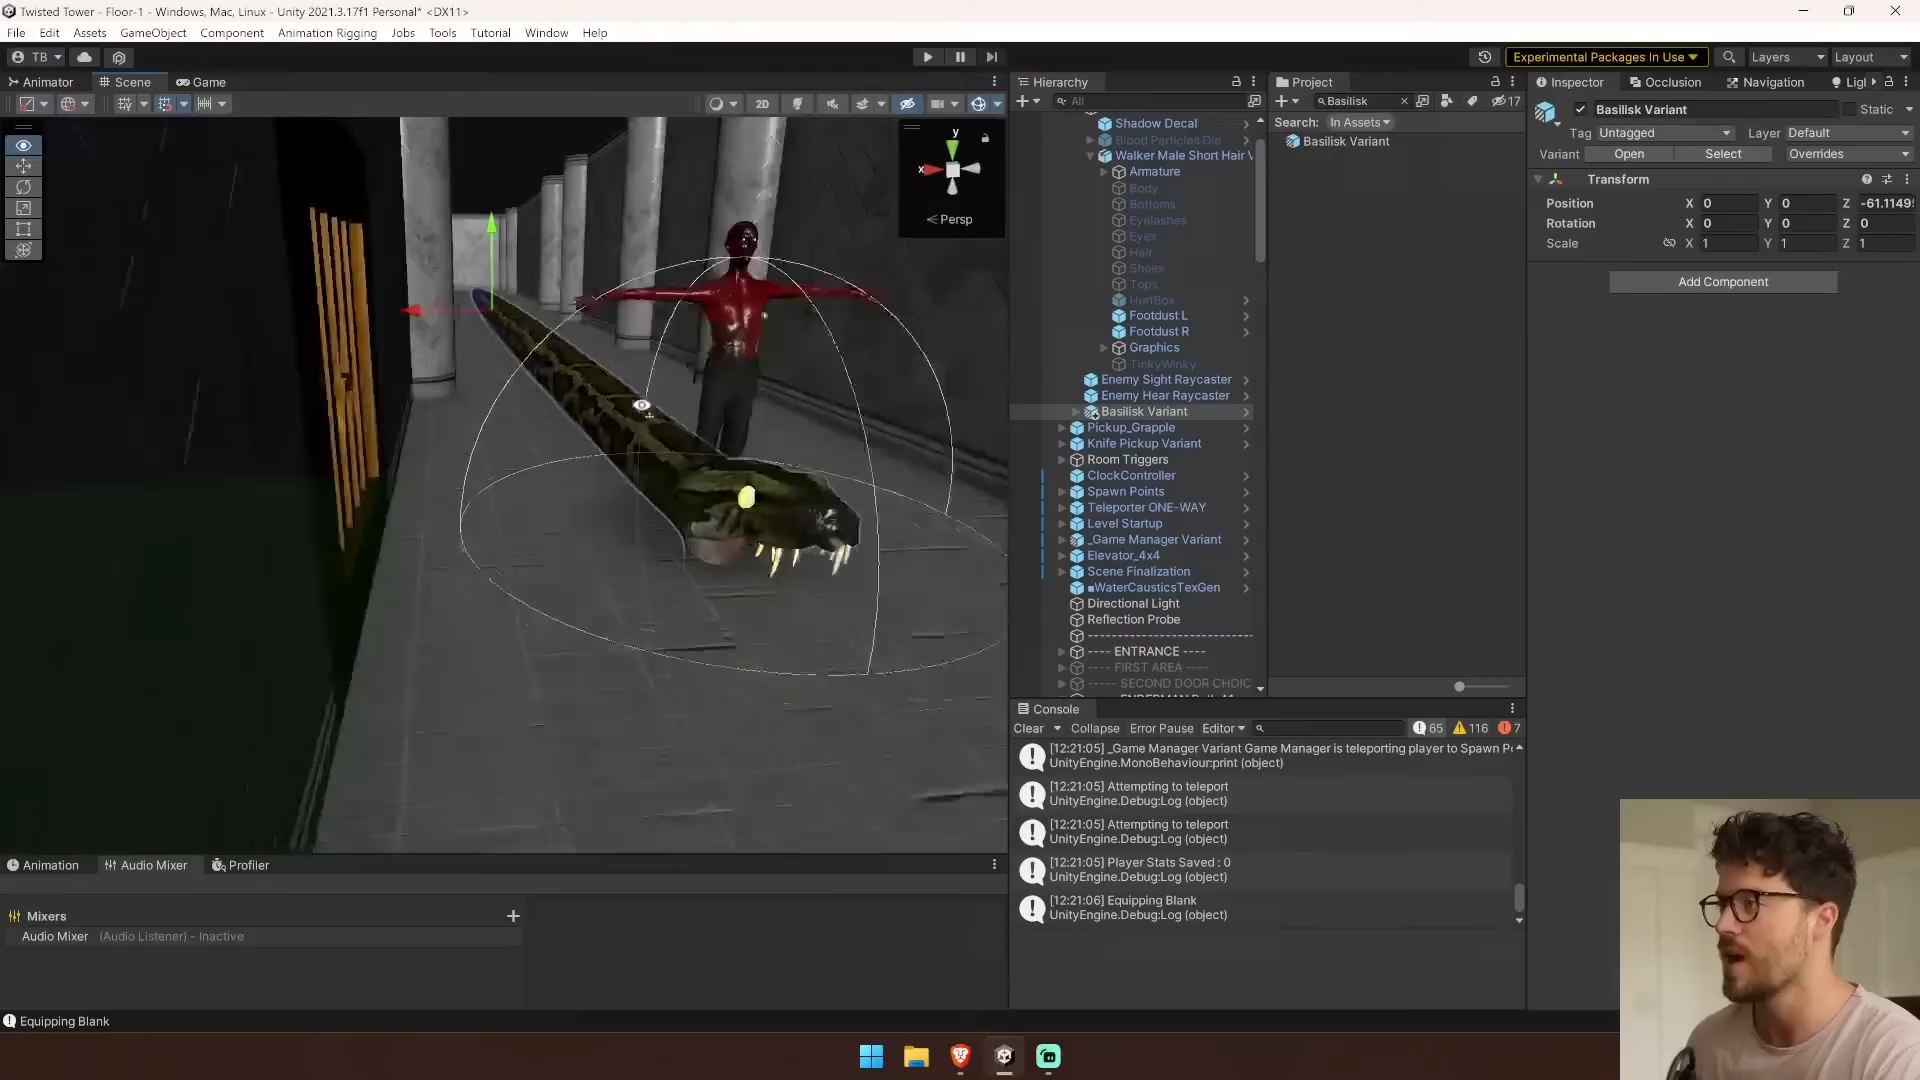 Twisted Tower - Floor-1 - Windows, Mac, Linux - Unity 2021.3.17f1 Personal* <DX11>
File Edit Assets GameObject Component Animation Rigging Jobs Tools Tutorial Window Help
TB
Experimental Packages In Use
Layers
Layout
Animator
Scene
Game
2D
y
x
Persp
Hierarchy
All
Shadow Decal
Blood Particles Die
Walker Male Short Hair V
Armature
Body
Bottoms
Eyelashes
Eyes
Hair
Shoes
Tops
HurtBox
Footdust L
Footdust R
Graphics
TinkyWinky
Enemy Sight Raycaster
Enemy Hear Raycaster
Basilisk Variant
Pickup_Grapple
Knife Pickup Variant
Room Triggers
ClockController
Spawn Points
Teleporter ONE-WAY
Level Startup
_Game Manager Variant
Elevator_4x4
Scene Finalization
■WaterCausticsTexGen
Directional Light
Reflection Probe
---- ENTRANCE ----
---- FIRST AREA ----
----- SECOND DOOR CHOIC
Project
Basilisk
17
Search: In Assets
Basilisk Variant
Inspector
Occlusion
Navigation
Ligl
Basilisk Variant
Static
Tag Untagged Layer Default
Variant Open Select Overrides
Transform
Position X 0 Y 0 Z -61.1149
Rotation X 0 Y 0 Z 0
Scale X 1 Y 1 Z 1
Add Component
Console
Clear Collapse Error Pause Editor
65 116 7
[12:21:05] _Game Manager Variant Game Manager is teleporting player to Spawn P
UnityEngine.MonoBehaviour:print (object)
[12:21:05] Attempting to teleport
UnityEngine.Debug:Log (object)
[12:21:05] Attempting to teleport
UnityEngine.Debug:Log (object)
[12:21:05] Player Stats Saved : 0
UnityEngine.Debug:Log (object)
[12:21:06] Equipping Blank
UnityEngine.Debug:Log (object)
Animation
Audio Mixer
Profiler
Mixers
Audio Mixer (Audio Listener) - Inactive
Equipping Blank